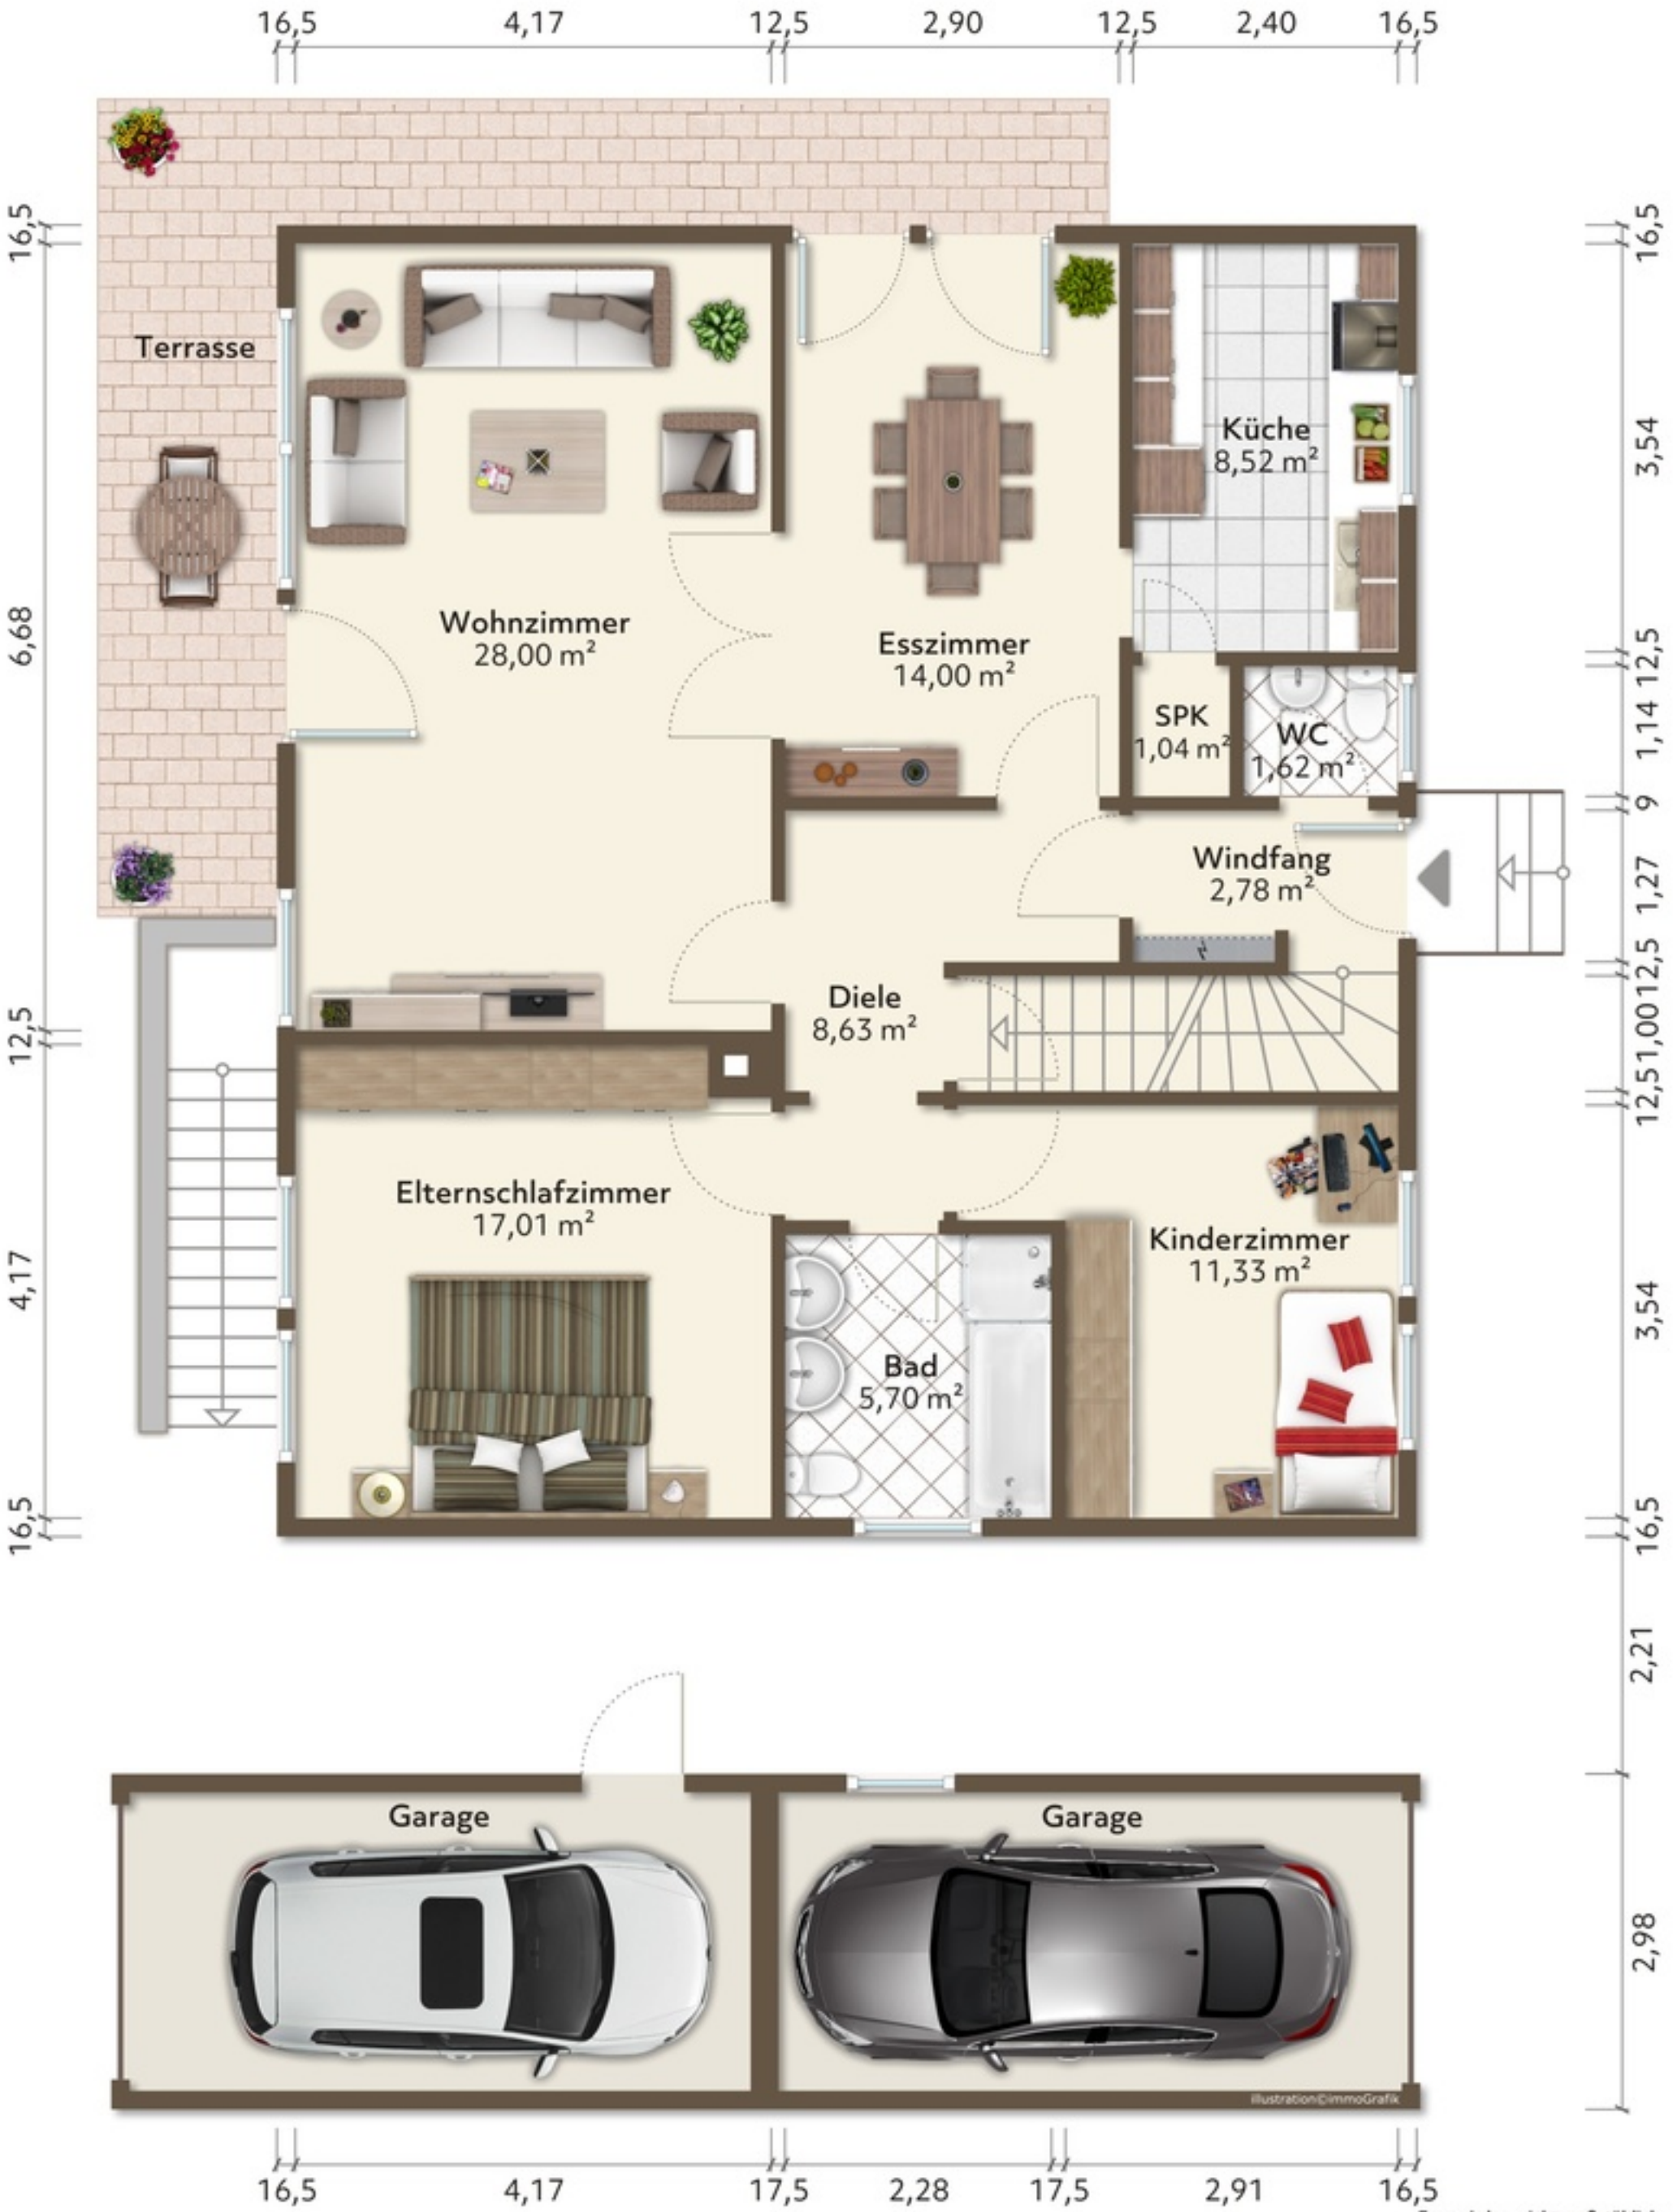 16,5 4,17 12,5 2,90 12,5 2,40 16,5
16,5
16,5
Terrasse
Küche
8,52 m²
3,54
Wohnzimmer
28,00 m²
Esszimmer
14,00 m²
6,68
12,5
SPK
1,04 m²
WC
1,62 m²
1,14
9
Windfang
2,78 m²
1,27
12,5
Diele
8,63 m²
12,5
1,00
12,5
Elternschlafzimmer
17,01 m²
Kinderzimmer
11,33 m²
4,17
3,54
Bad
5,70 m²
16,5
16,5
2,21
Garage
Garage
2,98
illustration©immoGrafik
16,5 4,17 17,5 2,28 17,5 2,91 16,5